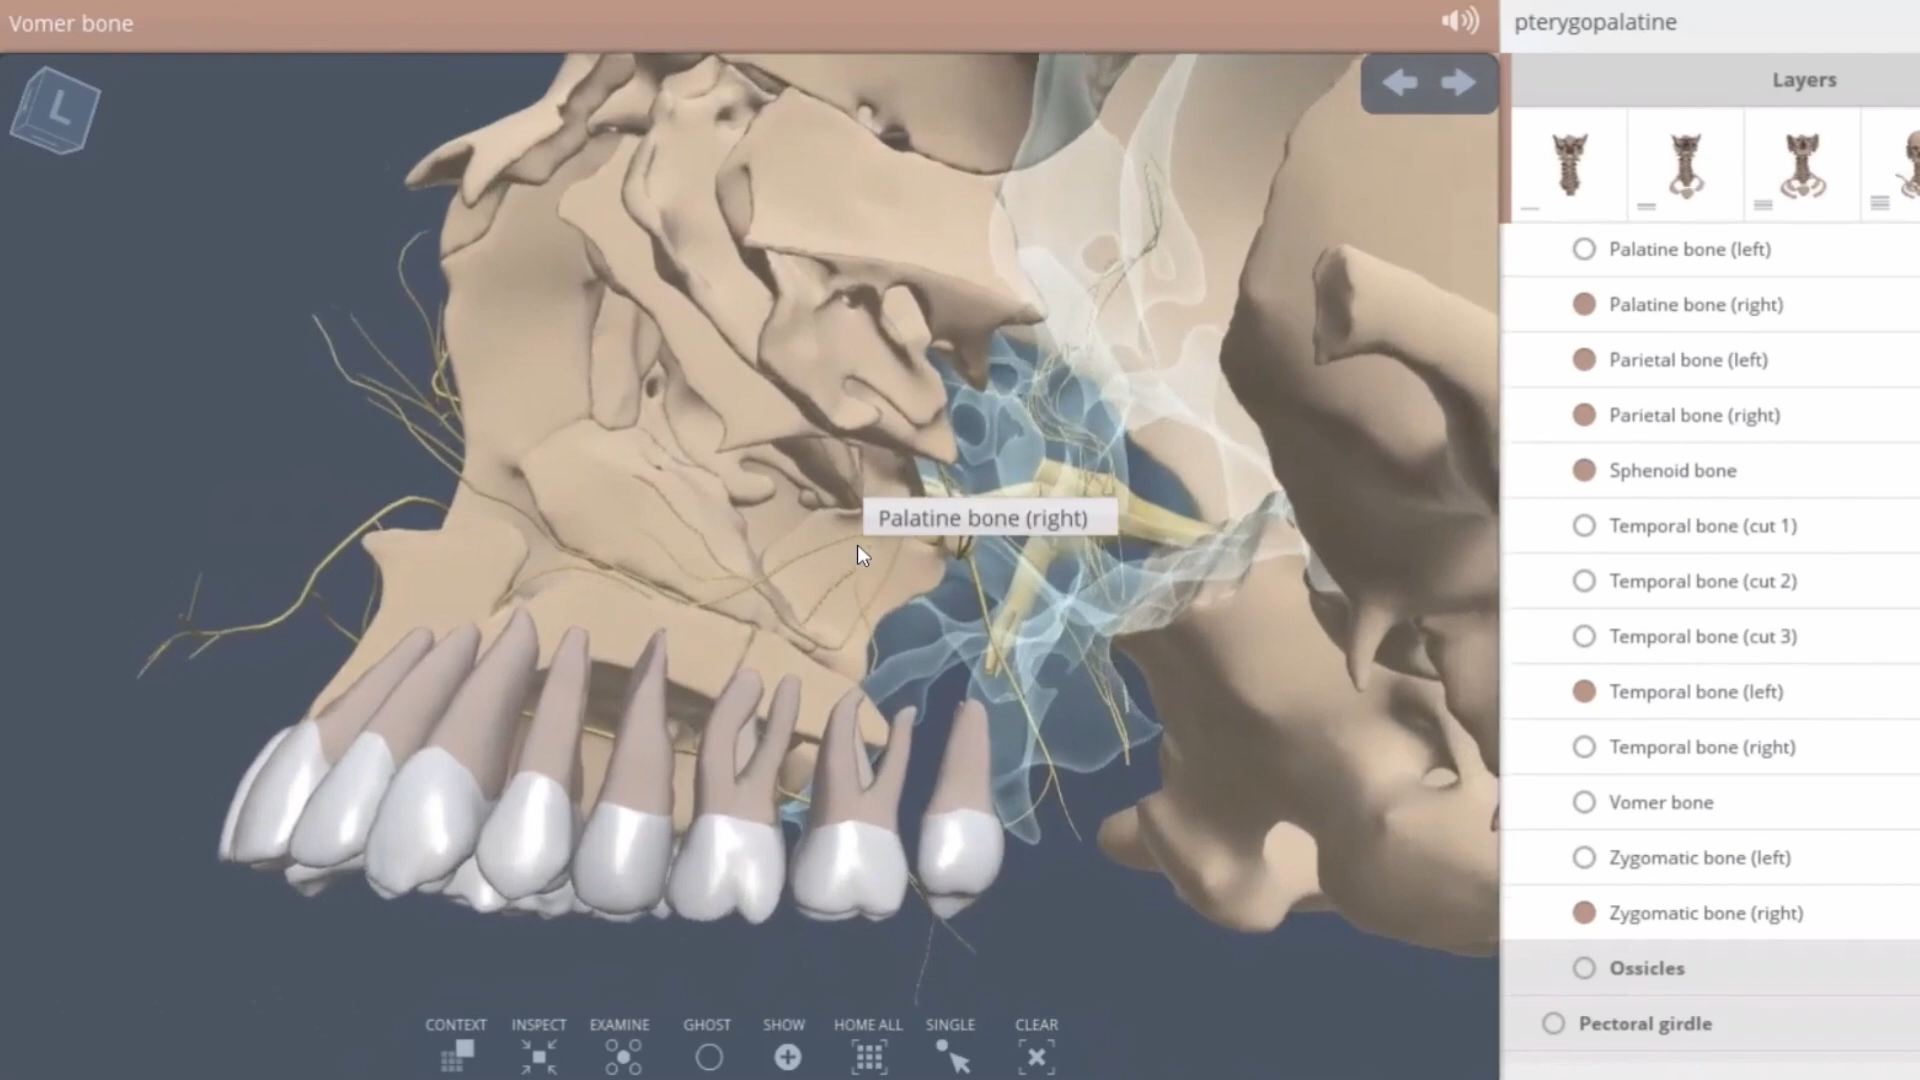 Vomer bone
pterygopalatine
L
Layers
Palatine bone (left)
Palatine bone (right)
Parietal bone (left)
Parietal bone (right)
Sphenoid bone
Temporal bone (cut 1)
Temporal bone (cut 2)
Temporal bone (cut 3)
Temporal bone (left)
Temporal bone (right)
Vomer bone
Zygomatic bone (left)
Zygomatic bone (right)
Ossicles
Pectoral girdle
Palatine bone (right)
CONTEXT INSPECT EXAMINE GHOST SHOW HOME ALL SINGLE CLEAR